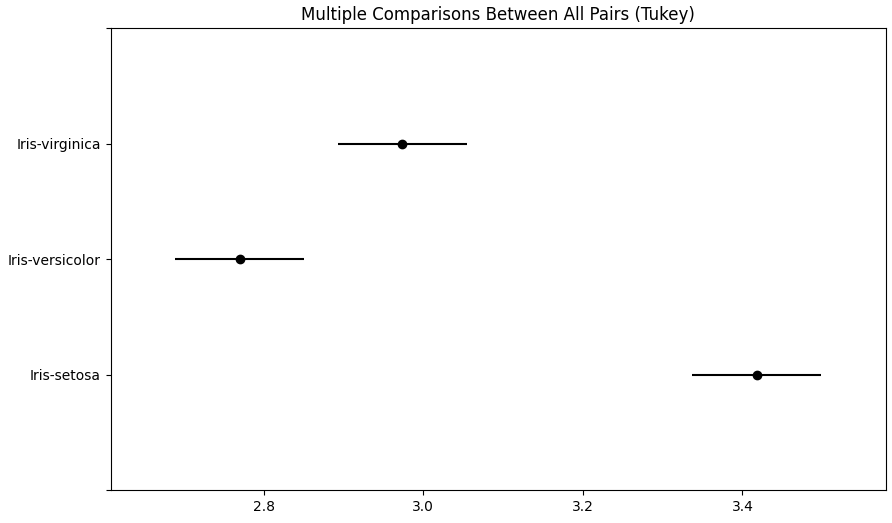 Multiple Comparisons Between All Pairs (Tukey)
Iris-virginica
Iris-versicolor
Iris-setosa
2.8 3.0 3.2 3.4